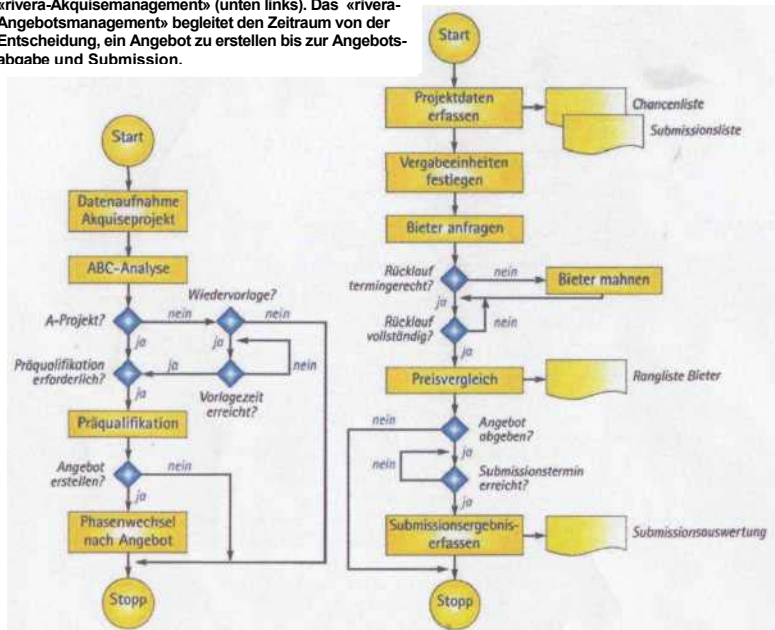 «rivera-Akquisemanagement» (unten links). Das «rivera-
Angebotsmanagement» begleitet den Zeitraum von der
Entscheidung, ein Angebot zu erstellen bis zur Angebots-
abgabe und Submission.
Start
Datenaufnahme
Akquiseprojekt
ABC-Analyse
Wiedervorlage?
A-Projekt?
nein
nein
ja
ja
Präqualifikation
erforderlich?
ja
nein
ja
Vorlagezeit
erreicht?
Präqualifikation
Angebot
erstellen?
nein
ja
Phasenwechsel
nach Angebot
Stopp
Start
Projektdaten
erfassen
Chancenliste
Submissionsliste
Vergabeeinheiten
festlegen
Bieter anfragen
Rücklauf
termingerecht?
nein
Bieter mahnen
ja
Rücklauf
vollständig?
nein
ja
Preisvergleich
Rangliste Bieter
nein
Angebot
abgeben?
ja
nein
Submissionstermin
erreicht?
ja
Submissionsergebnis-
erfassen
Submissionsauswertung
Stopp